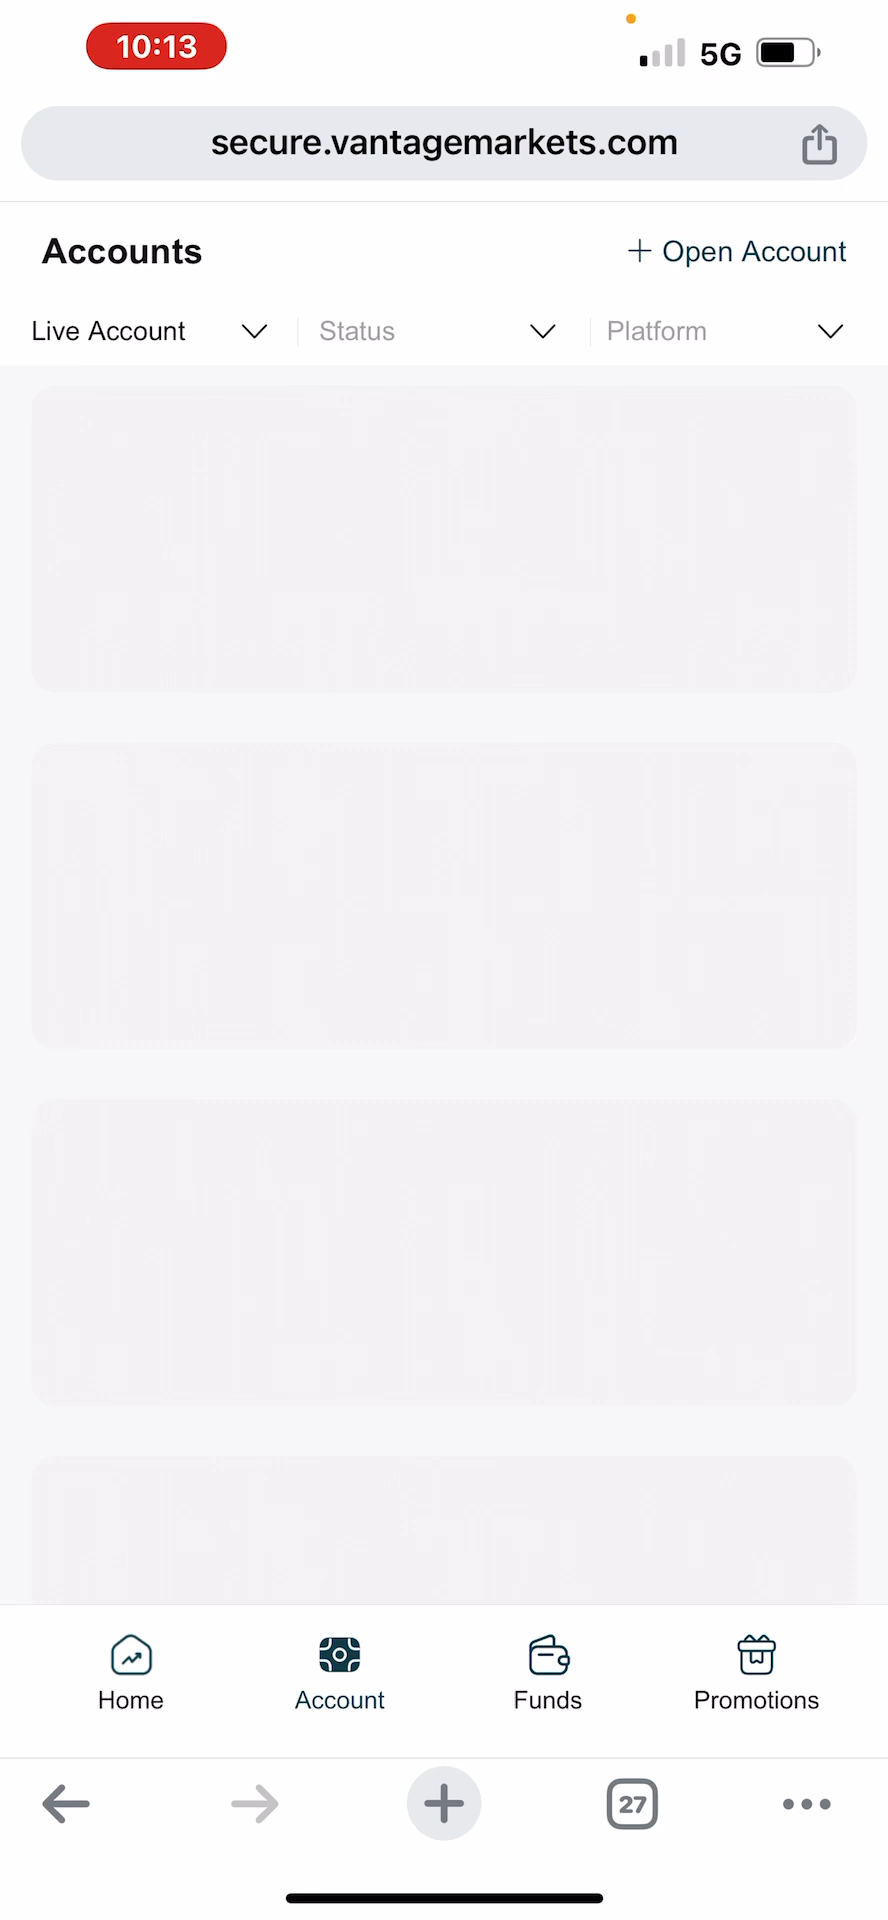 10:13
5G
secure.vantagemarkets.com
Accounts
+ Open Account
Live Account
Status
Platform
Home
Account
Funds
Promotions
27